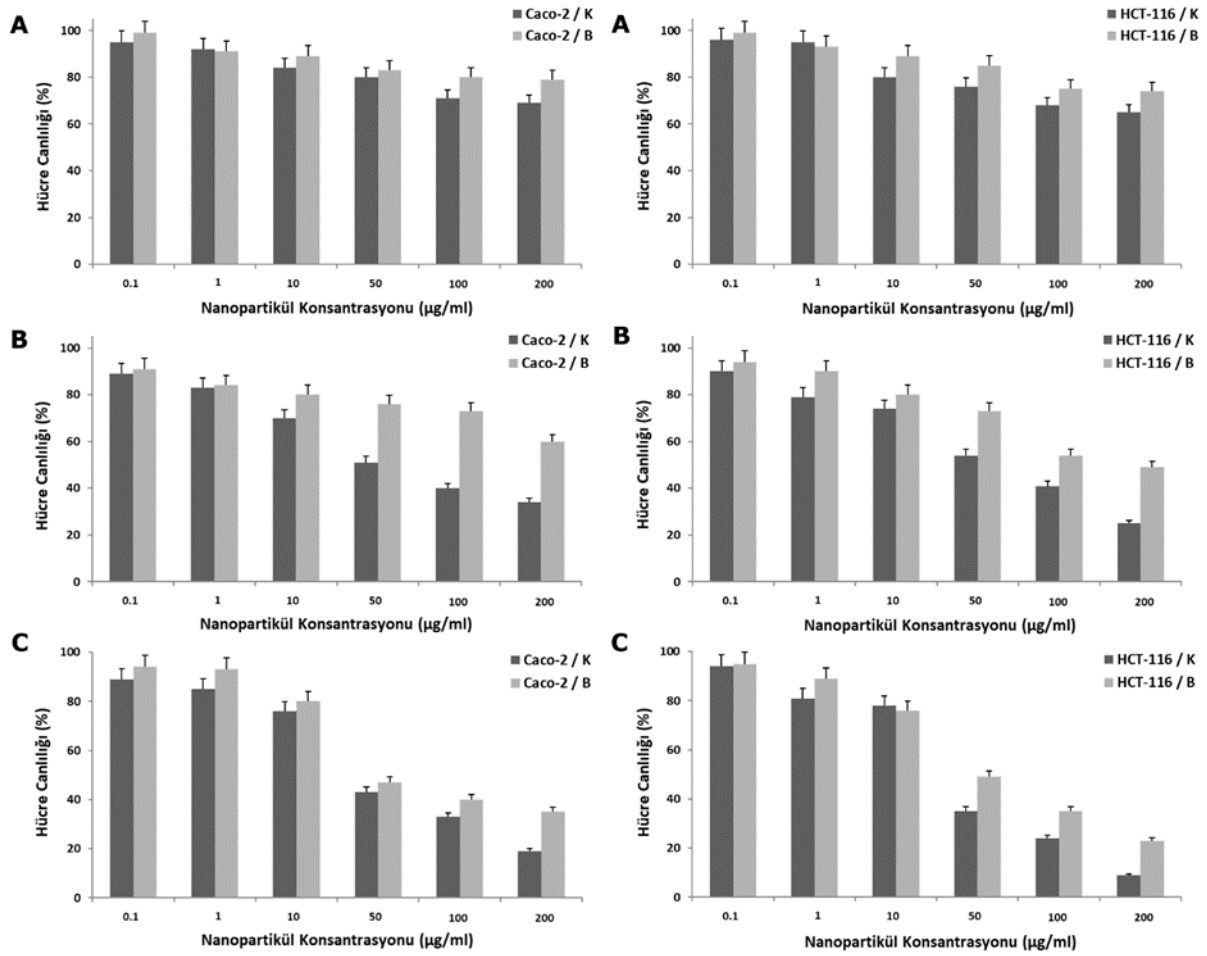 A
Caco-2 / K
Caco-2 / B
Hücre Canlılığı (%)
100
80
60
40
20
0
0.1 1 10 50 100 200
Nanopartikül Konsantrasyonu (µg/ml)
A
HCT-116 / K
HCT-116 / B
Hücre Canlılığı (%)
100
80
60
40
20
0
0.1 1 10 50 100 200
Nanopartikül Konsantrasyonu (µg/ml)
B
Caco-2 / K
Caco-2 / B
Hücre Canlılığı (%)
100
80
60
40
20
0
0.1 1 10 50 100 200
Nanopartikül Konsantrasyonu (µg/ml)
B
HCT-116 / K
HCT-116 / B
Hücre Canlılığı (%)
100
80
60
40
20
0
0.1 1 10 50 100 200
Nanopartikül Konsantrasyonu (µg/ml)
C
Caco-2 / K
Caco-2 / B
Hücre Canlılığı (%)
100
80
60
40
20
0
0.1 1 10 50 100 200
Nanopartikül Konsantrasyonu (µg/ml)
C
HCT-116 / K
HCT-116 / B
Hücre Canlılığı (%)
100
80
60
40
20
0
0.1 1 10 50 100 200
Nanopartikül Konsantrasyonu (µg/ml)